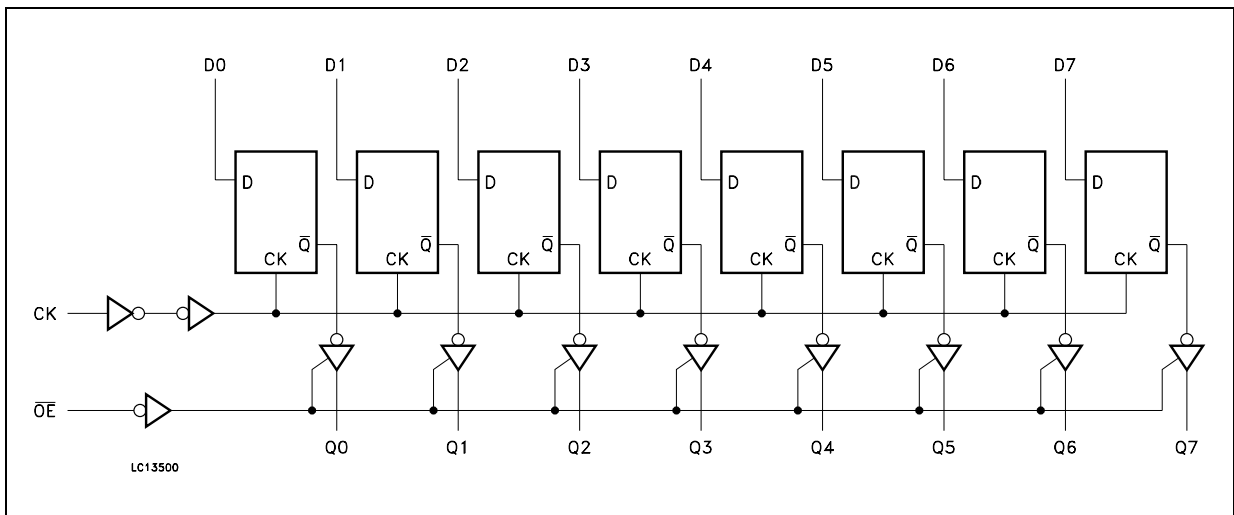 D0 D1 D2 D3 D4 D5 D6 D7
D D D D D D D D
Q̅ Q̅ Q̅ Q̅ Q̅ Q̅ Q̅ Q̅
CK CK CK CK CK CK CK CK
CK
O̅E̅
Q0 Q1 Q2 Q3 Q4 Q5 Q6 Q7
LC13500